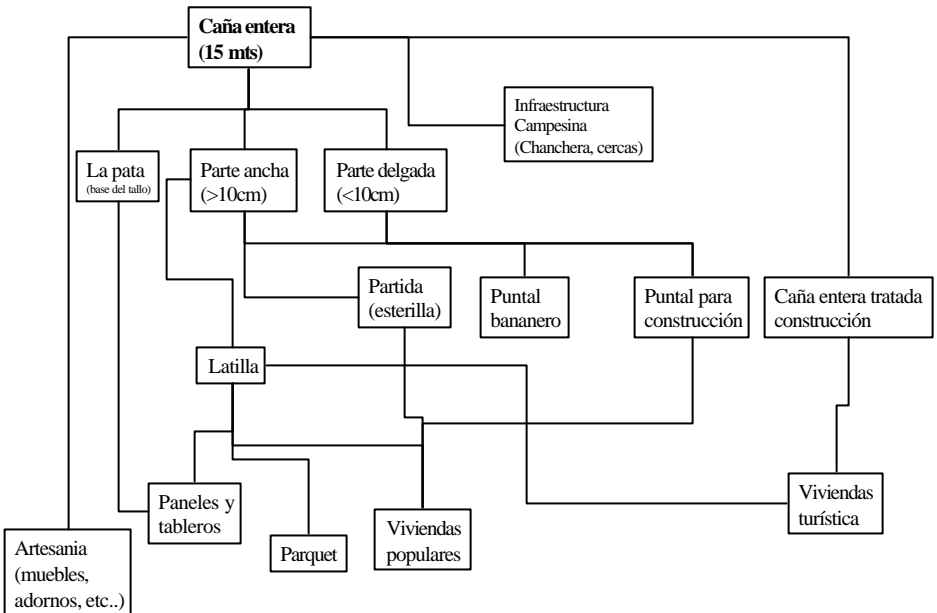 Caña entera
(15 mts)
Infraestructura
Campesina
(Chanchera, cercas)
La pata
(base del tallo)
Parte ancha
(>10cm)
Parte delgada
(<10cm)
Partida
(esterilla)
Puntal
bananero
Puntal para
construcción
Caña entera tratada
construcción
Latilla
Paneles y
tableros
Parquet
Viviendas
populares
Viviendas
turística
Artesania
(muebles,
adornos, etc..)